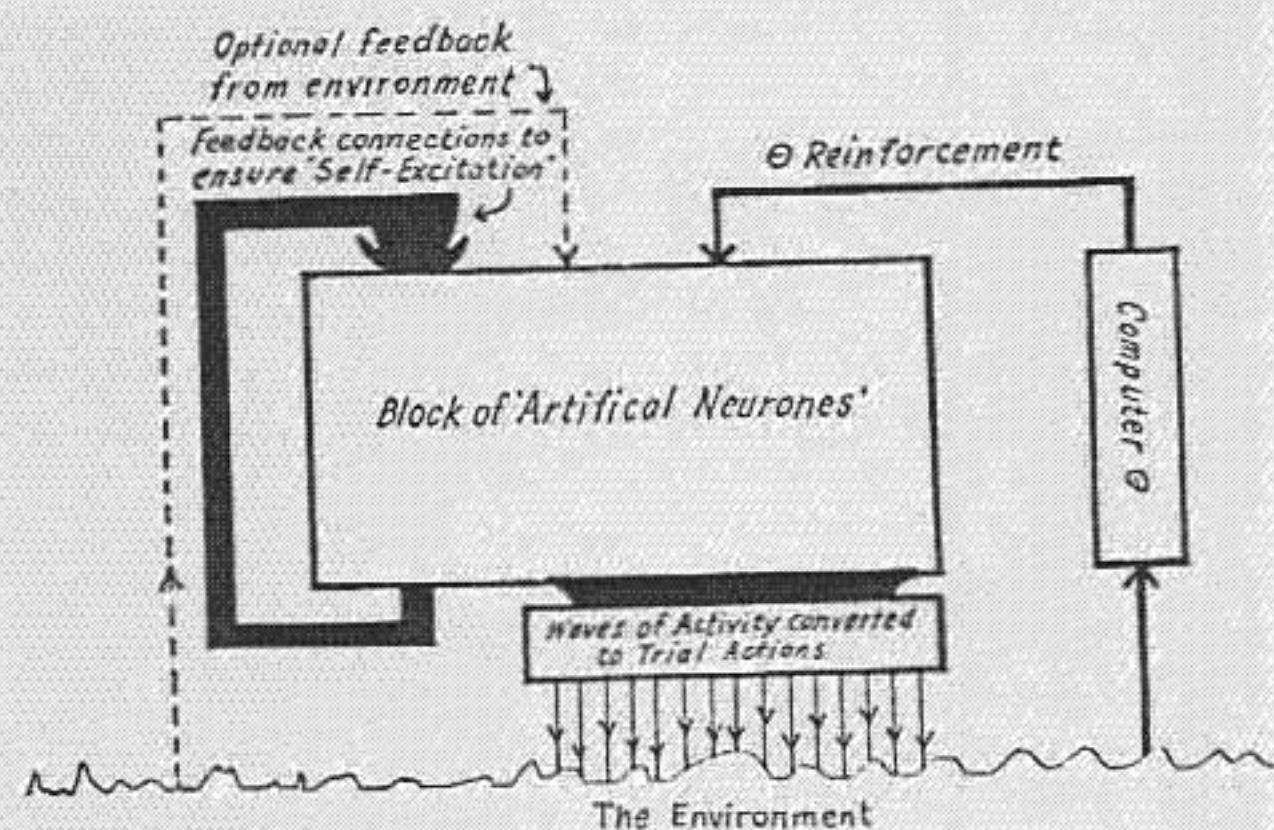 Optional feedback
from environment
Feedback connections to
ensure 'Self-Excitation'
Θ Reinforcement
Computer Θ
Block of 'Artifical Neurones'
Waves of Activity converted
to Trial Actions
The Environment